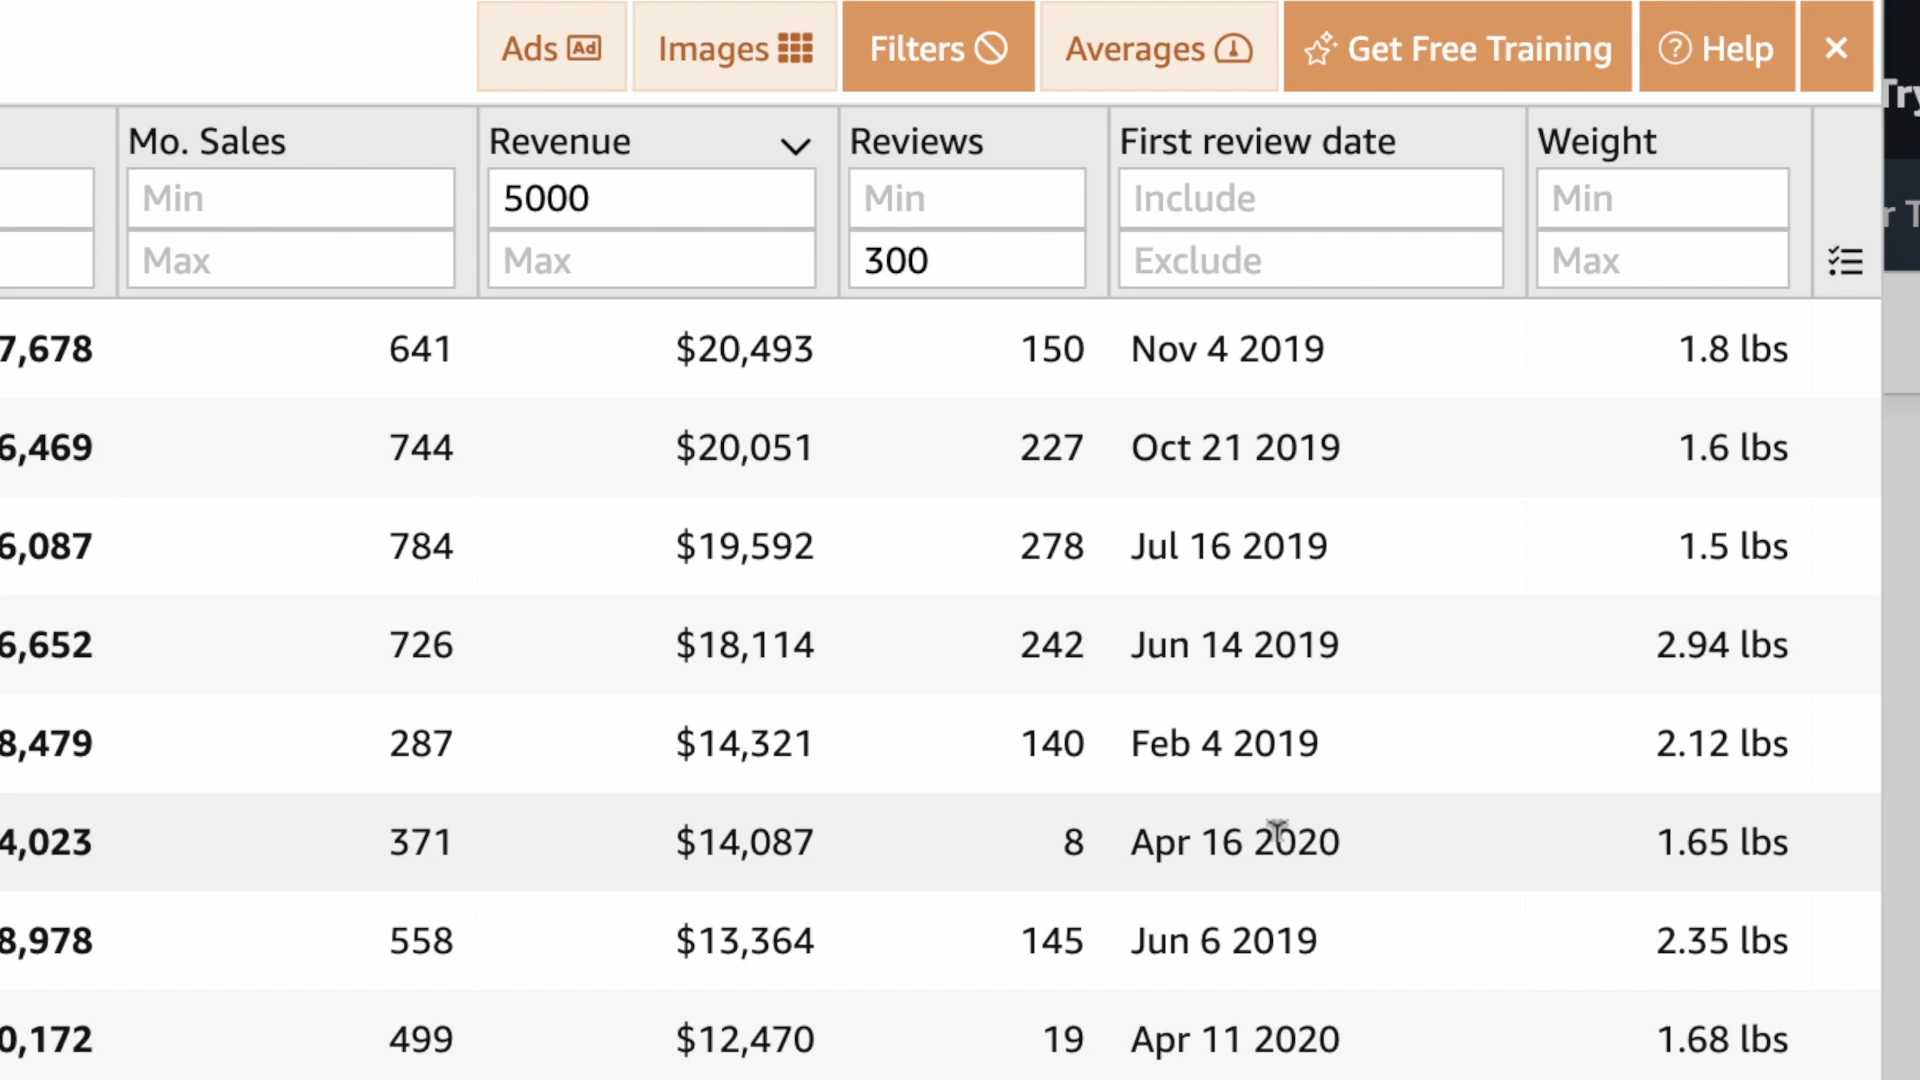 Ads Ad Images Filters Averages Get Free Training ? Help ×
Try
Mo. Sales Revenue Reviews First review date Weight
Min 5000 Min Include Min
r T
Max Max 300 Exclude Max
7,678 641 $20,493 150 Nov 4 2019 1.8 lbs
6,469 744 $20,051 227 Oct 21 2019 1.6 lbs
6,087 784 $19,592 278 Jul 16 2019 1.5 lbs
6,652 726 $18,114 242 Jun 14 2019 2.94 lbs
8,479 287 $14,321 140 Feb 4 2019 2.12 lbs
4,023 371 $14,087 8 Apr 16 2020 1.65 lbs
8,978 558 $13,364 145 Jun 6 2019 2.35 lbs
0,172 499 $12,470 19 Apr 11 2020 1.68 lbs